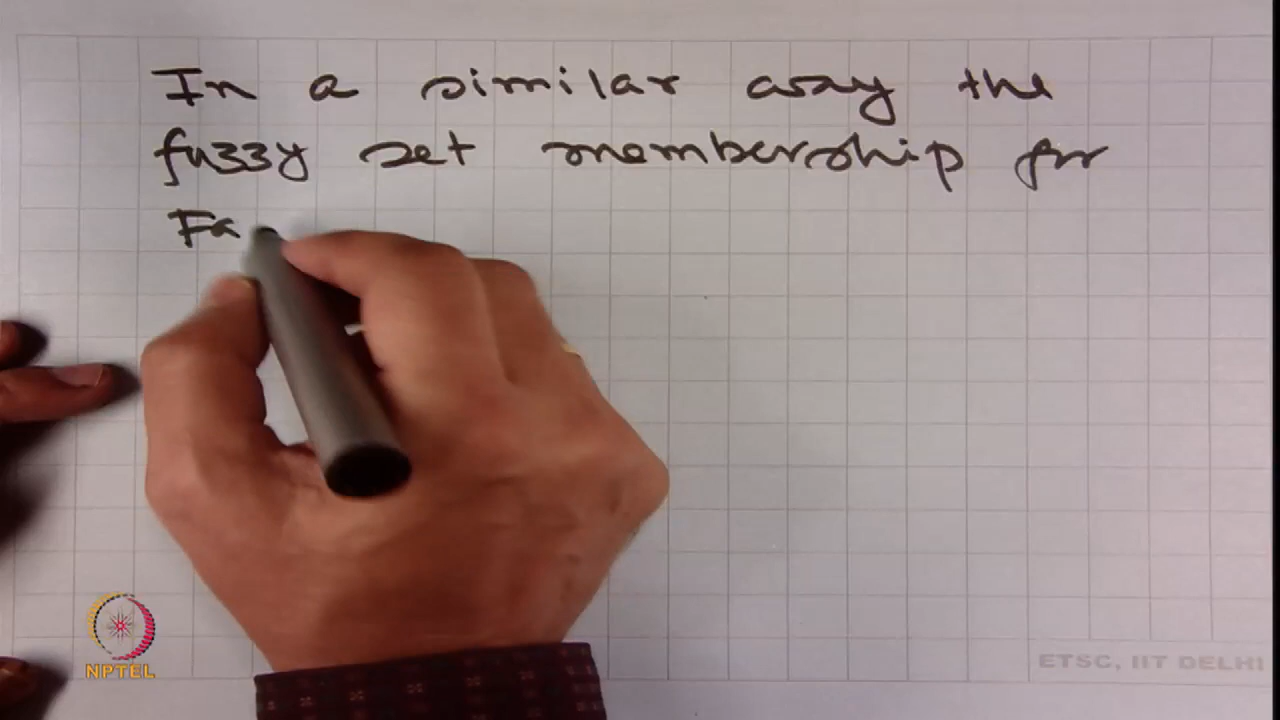 In a similar way the
fuzzy set membership for
Fa
NPTEL
ETSC, IIT DELHI